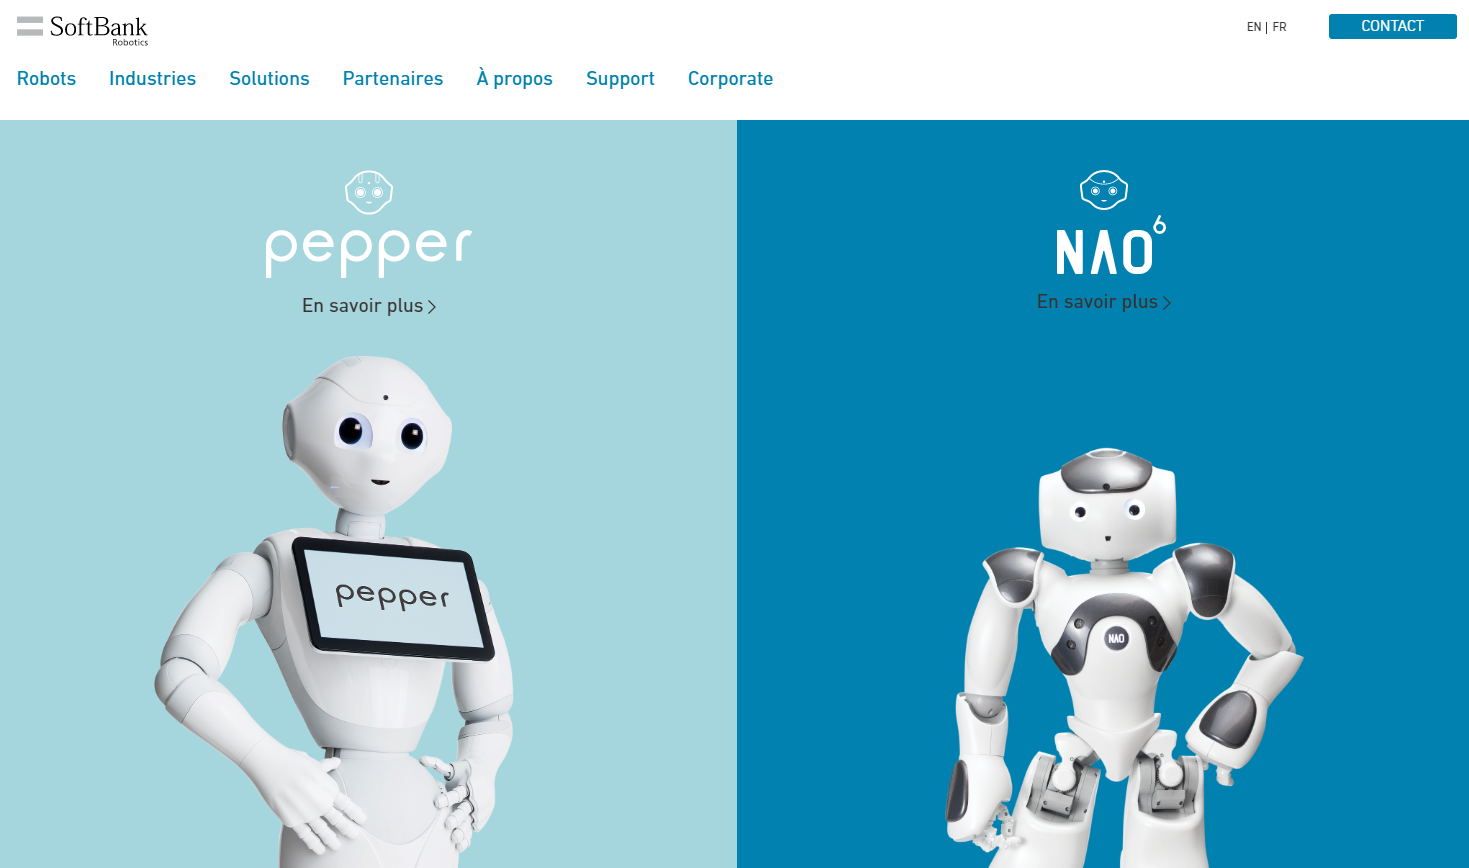 SoftBank
Robotics
EN | FR
CONTACT
Robots Industries Solutions Partenaires À propos Support Corporate
pepper
En savoir plus >
NAO6
En savoir plus >
pepper
NAO